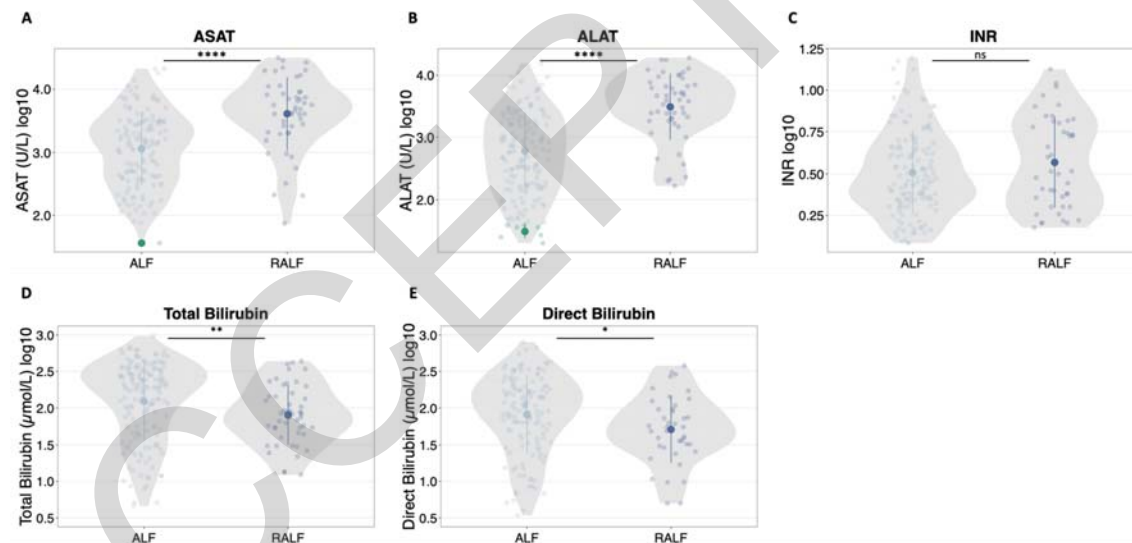 A
ASAT
****
ASAT (U/L) log10
4.0
3.0
2.0
ALF
RALF
B
ALAT
****
ALAT (U/L) log10
4.0
3.0
2.0
ALF
RALF
C
INR
ns
INR log10
1.25
1.00
0.75
0.50
0.25
ALF
RALF
D
Total Bilirubin
**
Total Bilirubin (μmol/L) log10
3.0
2.5
2.0
1.5
1.0
0.5
ALF
RALF
E
Direct Bilirubin
*
Direct Bilirubin (μmol/L) log10
3.0
2.5
2.0
1.5
1.0
0.5
ALF
RALF
CCEP